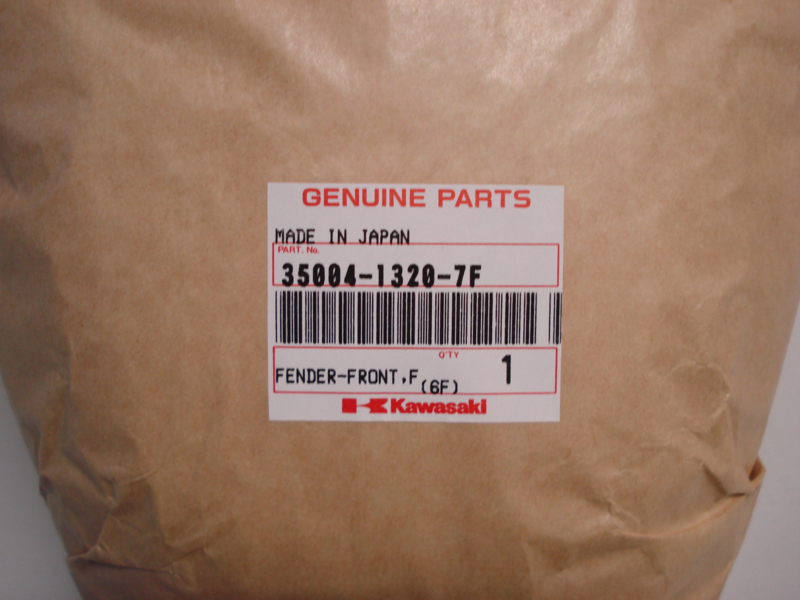 GENUINE PARTS
MADE IN JAPAN
PART. No.
35004-1320-7F
Q'TY
FENDER-FRONT,F(6F) 1
Kawasaki